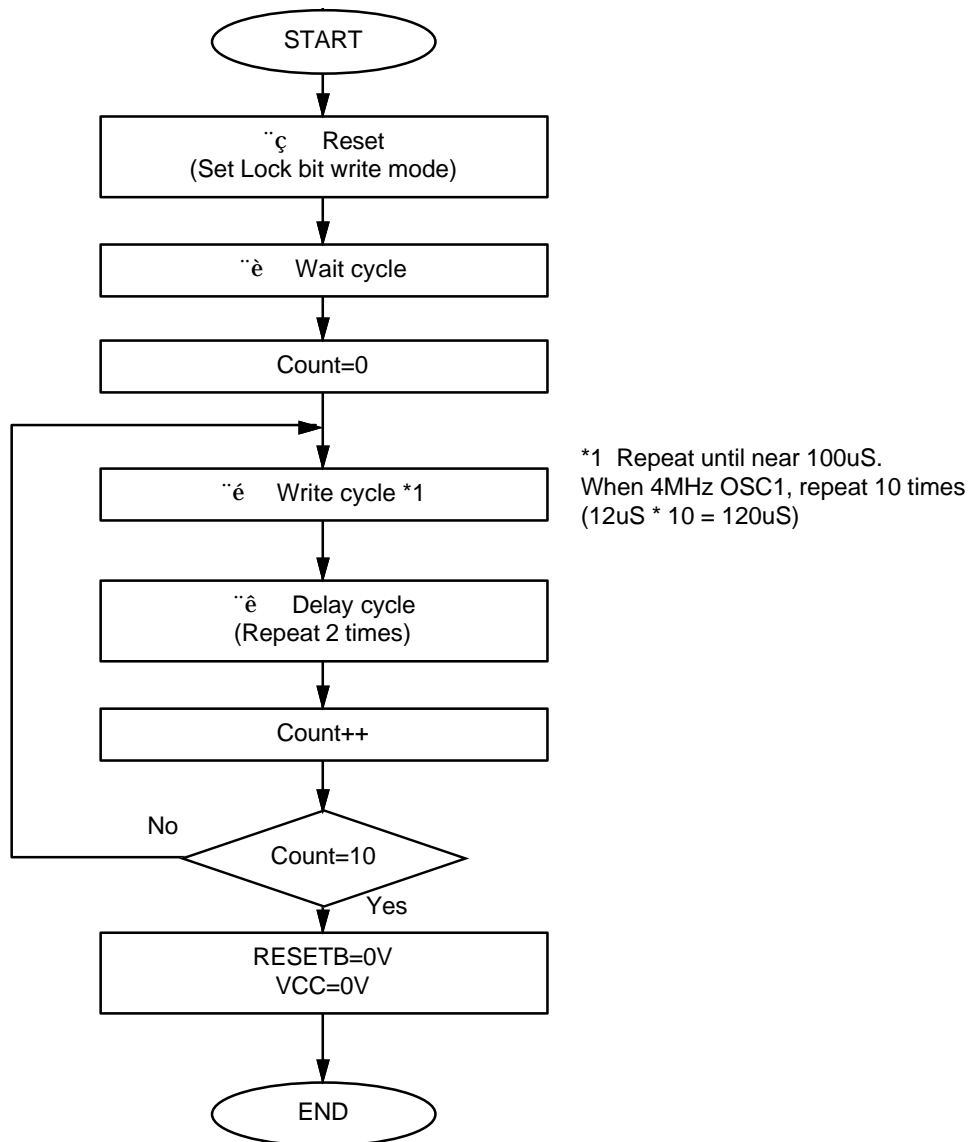 START
¨ç Reset
(Set Lock bit write mode)
¨è Wait cycle
Count=0
¨é Write cycle *1
*1 Repeat until near 100uS.
When 4MHz OSC1, repeat 10 times
(12uS * 10 = 120uS)
¨ê Delay cycle
(Repeat 2 times)
Count++
No
Count=10
Yes
RESETB=0V
VCC=0V
END